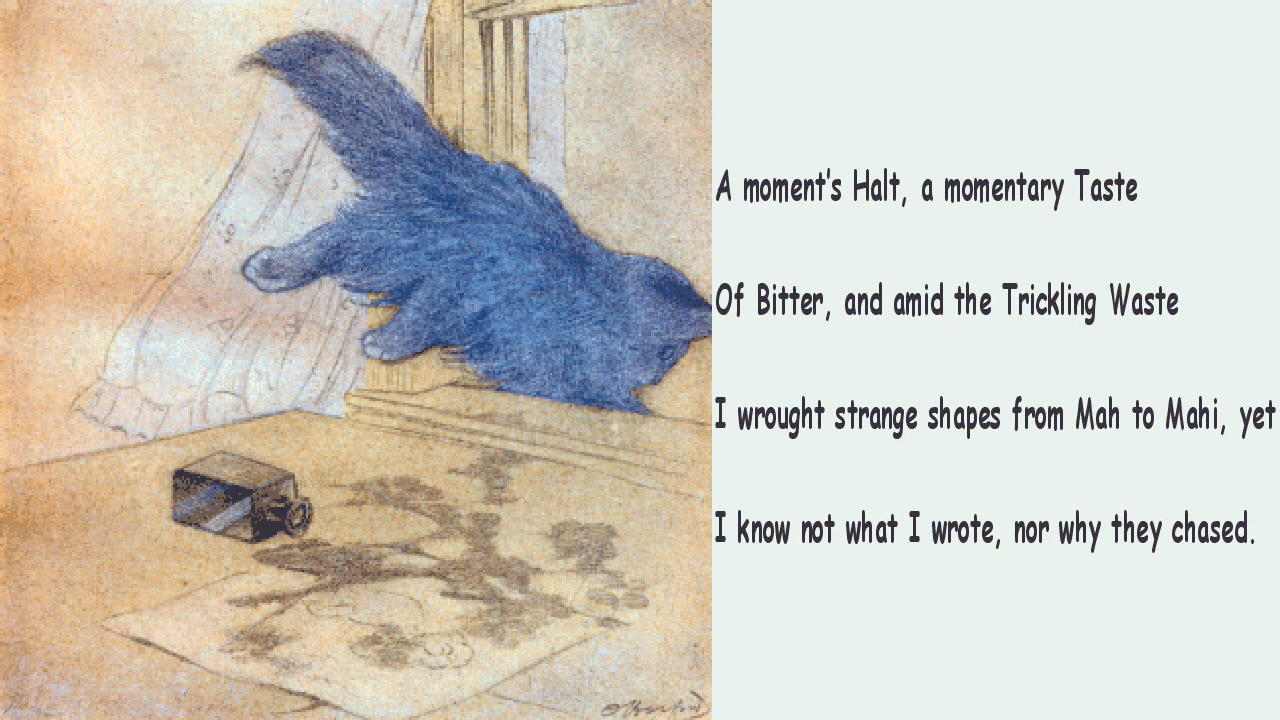 A moment's Halt, a momentary Taste
Of Bitter, and amid the Trickling Waste
I wrought strange shapes from Mah to Mahi, yet
I know not what I wrote, nor why they chased.